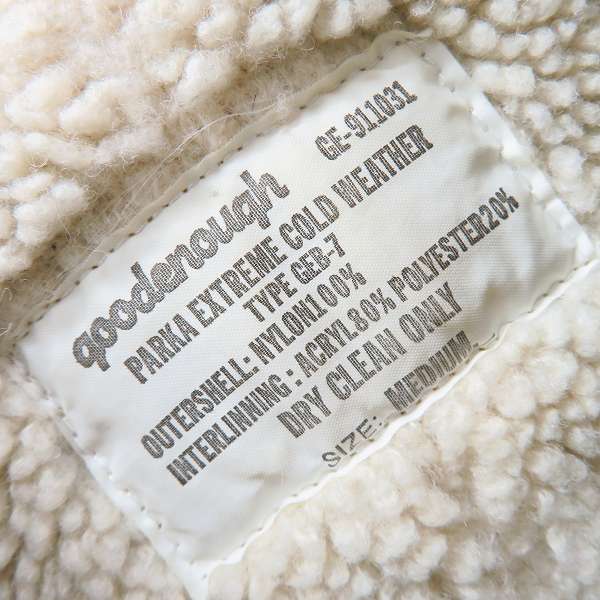 goodenough GE-911031
PARKA EXTREME COLD WEATHER
TYPE GER-7
OUTERSHELL: NYLON100%
INTERLINNING : ACRYL80% POLYESTER20%
DRY CLEAN ONLY
SIZE: MEDIUM